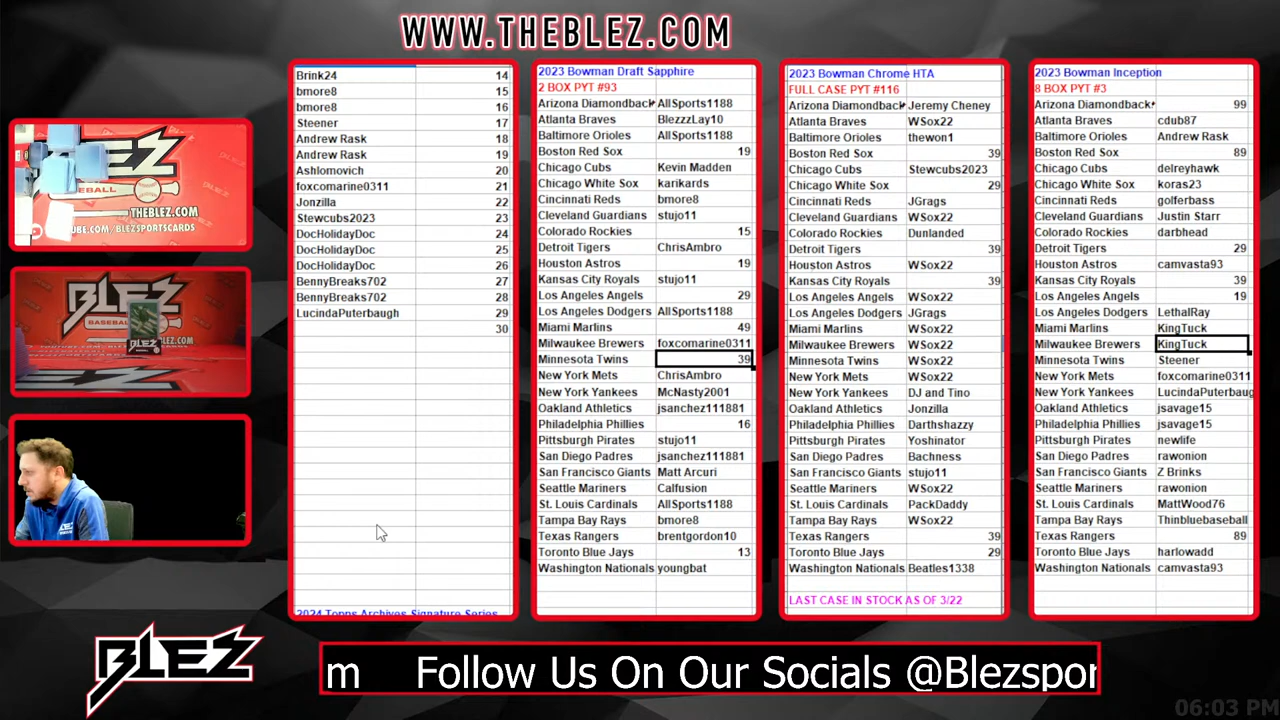 WWW.THEBLEZ.COM
BLEZ
BASEBALL
THEBLEZ.COM
UBE.COM/BLEZSPORTSCARDS
BLEZ
BASEBAL
BLEZ
Brink24 14
bmore8 15
bmore8 16
Steener 17
Andrew Rask 18
Andrew Rask 19
Ashlomovich 20
foxcomarine0311 21
Jonzilla 22
Stewcubs2023 23
DocHolidayDoc 24
DocHolidayDoc 25
DocHolidayDoc 26
BennyBreaks702 27
BennyBreaks702 28
LucindaPuterbaugh 29
30
2024 Topps Archives Signature Series
2023 Bowman Draft Sapphire
2 BOX PYT #93
Arizona Diamondback AllSports1188
Atlanta Braves BlezzzLay10
Baltimore Orioles AllSports1188
Boston Red Sox 19
Chicago Cubs Kevin Madden
Chicago White Sox karikards
Cincinnati Reds bmore8
Cleveland Guardians stujo11
Colorado Rockies 15
Detroit Tigers ChrisAmbro
Houston Astros 19
Kansas City Royals stujo11
Los Angeles Angels 29
Los Angeles Dodgers AllSports1188
Miami Marlins 49
Milwaukee Brewers foxcomarine0311
Minnesota Twins 39
New York Mets ChrisAmbro
New York Yankees McNasty2001
Oakland Athletics jsanchez111881
Philadelphia Phillies 16
Pittsburgh Pirates stujo11
San Diego Padres jsanchez111881
San Francisco Giants Matt Arcuri
Seattle Mariners Calfusion
St. Louis Cardinals AllSports1188
Tampa Bay Rays bmore8
Texas Rangers brentgordon10
Toronto Blue Jays 13
Washington Nationals youngbat
2023 Bowman Chrome HTA
FULL CASE PYT #116
Arizona Diamondback Jeremy Cheney
Atlanta Braves WSox22
Baltimore Orioles thewon1
Boston Red Sox 39
Chicago Cubs Stewcubs2023
Chicago White Sox 29
Cincinnati Reds JGrags
Cleveland Guardians WSox22
Colorado Rockies Dunlanded
Detroit Tigers 39
Houston Astros WSox22
Kansas City Royals 39
Los Angeles Angels WSox22
Los Angeles Dodgers JGrags
Miami Marlins WSox22
Milwaukee Brewers WSox22
Minnesota Twins WSox22
New York Mets WSox22
New York Yankees DJ and Tino
Oakland Athletics Jonzilla
Philadelphia Phillies Darthshazzy
Pittsburgh Pirates Yoshinator
San Diego Padres Bachness
San Francisco Giants stujo11
Seattle Mariners WSox22
St. Louis Cardinals PackDaddy
Tampa Bay Rays WSox22
Texas Rangers 39
Toronto Blue Jays 29
Washington Nationals Beatles1338
LAST CASE IN STOCK AS OF 3/22
2023 Bowman Inception
8 BOX PYT #3
Arizona Diamondback 99
Atlanta Braves cdub87
Baltimore Orioles Andrew Rask
Boston Red Sox 89
Chicago Cubs delreyhawk
Chicago White Sox koras23
Cincinnati Reds golferbass
Cleveland Guardians Justin Starr
Colorado Rockies darbhead
Detroit Tigers 29
Houston Astros camvasta93
Kansas City Royals 39
Los Angeles Angels 19
Los Angeles Dodgers LethalRay
Miami Marlins KingTuck
Milwaukee Brewers KingTuck
Minnesota Twins Steener
New York Mets foxcomarine0311
New York Yankees LucindaPuterbaug
Oakland Athletics jsavage15
Philadelphia Phillies jsavage15
Pittsburgh Pirates newlife
San Diego Padres rawonion
San Francisco Giants Z Brinks
Seattle Mariners rawonion
St. Louis Cardinals MattWood76
Tampa Bay Rays Thinbluebaseball
Texas Rangers 89
Toronto Blue Jays harlowadd
Washington Nationals camvasta93
BLEZ
m Follow Us On Our Socials @Blezspor
06:03 PM